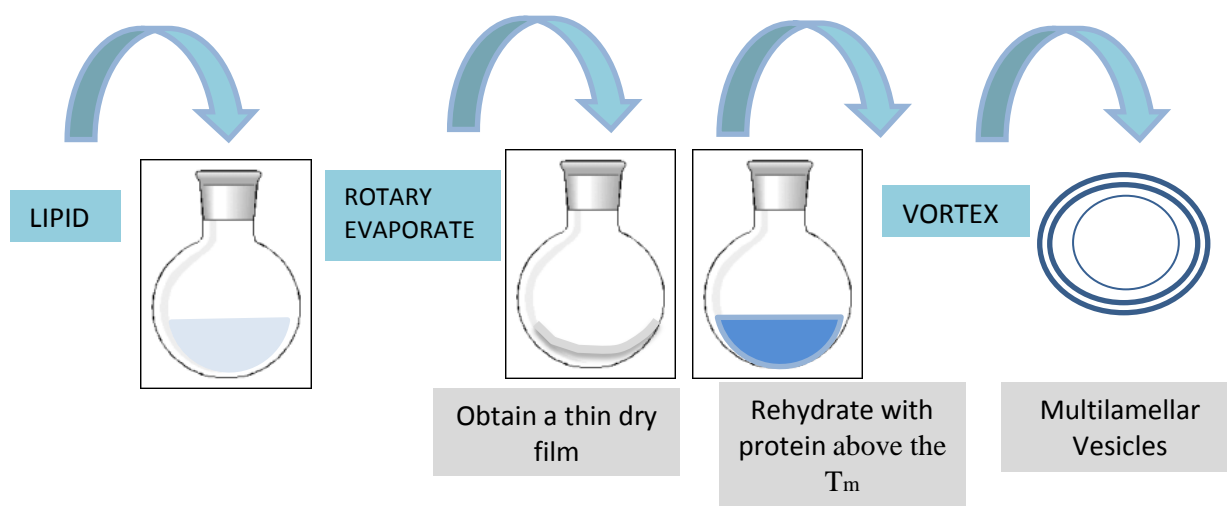 LIPID
ROTARY
EVAPORATE
VORTEX
Obtain a thin dry
film
Rehydrate with
protein above the
Tm
Multilamellar
Vesicles